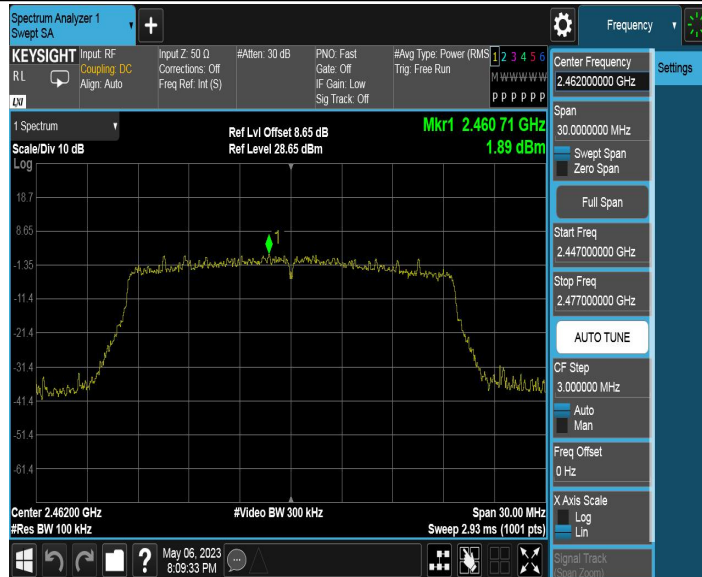 Spectrum Analyzer 1
Swept SA
+
Frequency
KEYSIGHT
RL
LXI
Input: RF
Coupling: DC
Align: Auto
Input Z: 50 Ω
Corrections: Off
Freq Ref: Int (S)
#Atten: 30 dB
PNO: Fast
Gate: Off
IF Gain: Low
Sig Track: Off
#Avg Type: Power (RMS
Trig: Free Run
1 2 3 4 5 6
M W W W W W
P P P P P P
Center Frequency
2.462000000 GHz
Settings
Span
30.0000000 MHz
Swept Span
Zero Span
Full Span
Start Freq
2.447000000 GHz
Stop Freq
2.477000000 GHz
AUTO TUNE
CF Step
3.000000 MHz
Auto
Man
Freq Offset
0 Hz
X Axis Scale
Log
Lin
Signal Track
(Span Zoom)
1 Spectrum
Scale/Div 10 dB
Ref Lvl Offset 8.65 dB
Ref Level 28.65 dBm
Mkr1 2.460 71 GHz
1.89 dBm
Log
18.7
8.65
-1.35
-11.4
-21.4
-31.4
-41.4
-51.4
-61.4
1
Center 2.46200 GHz
#Res BW 100 kHz
#Video BW 300 kHz
Span 30.00 MHz
Sweep 2.93 ms (1001 pts)
?
May 06, 2023
8:09:33 PM